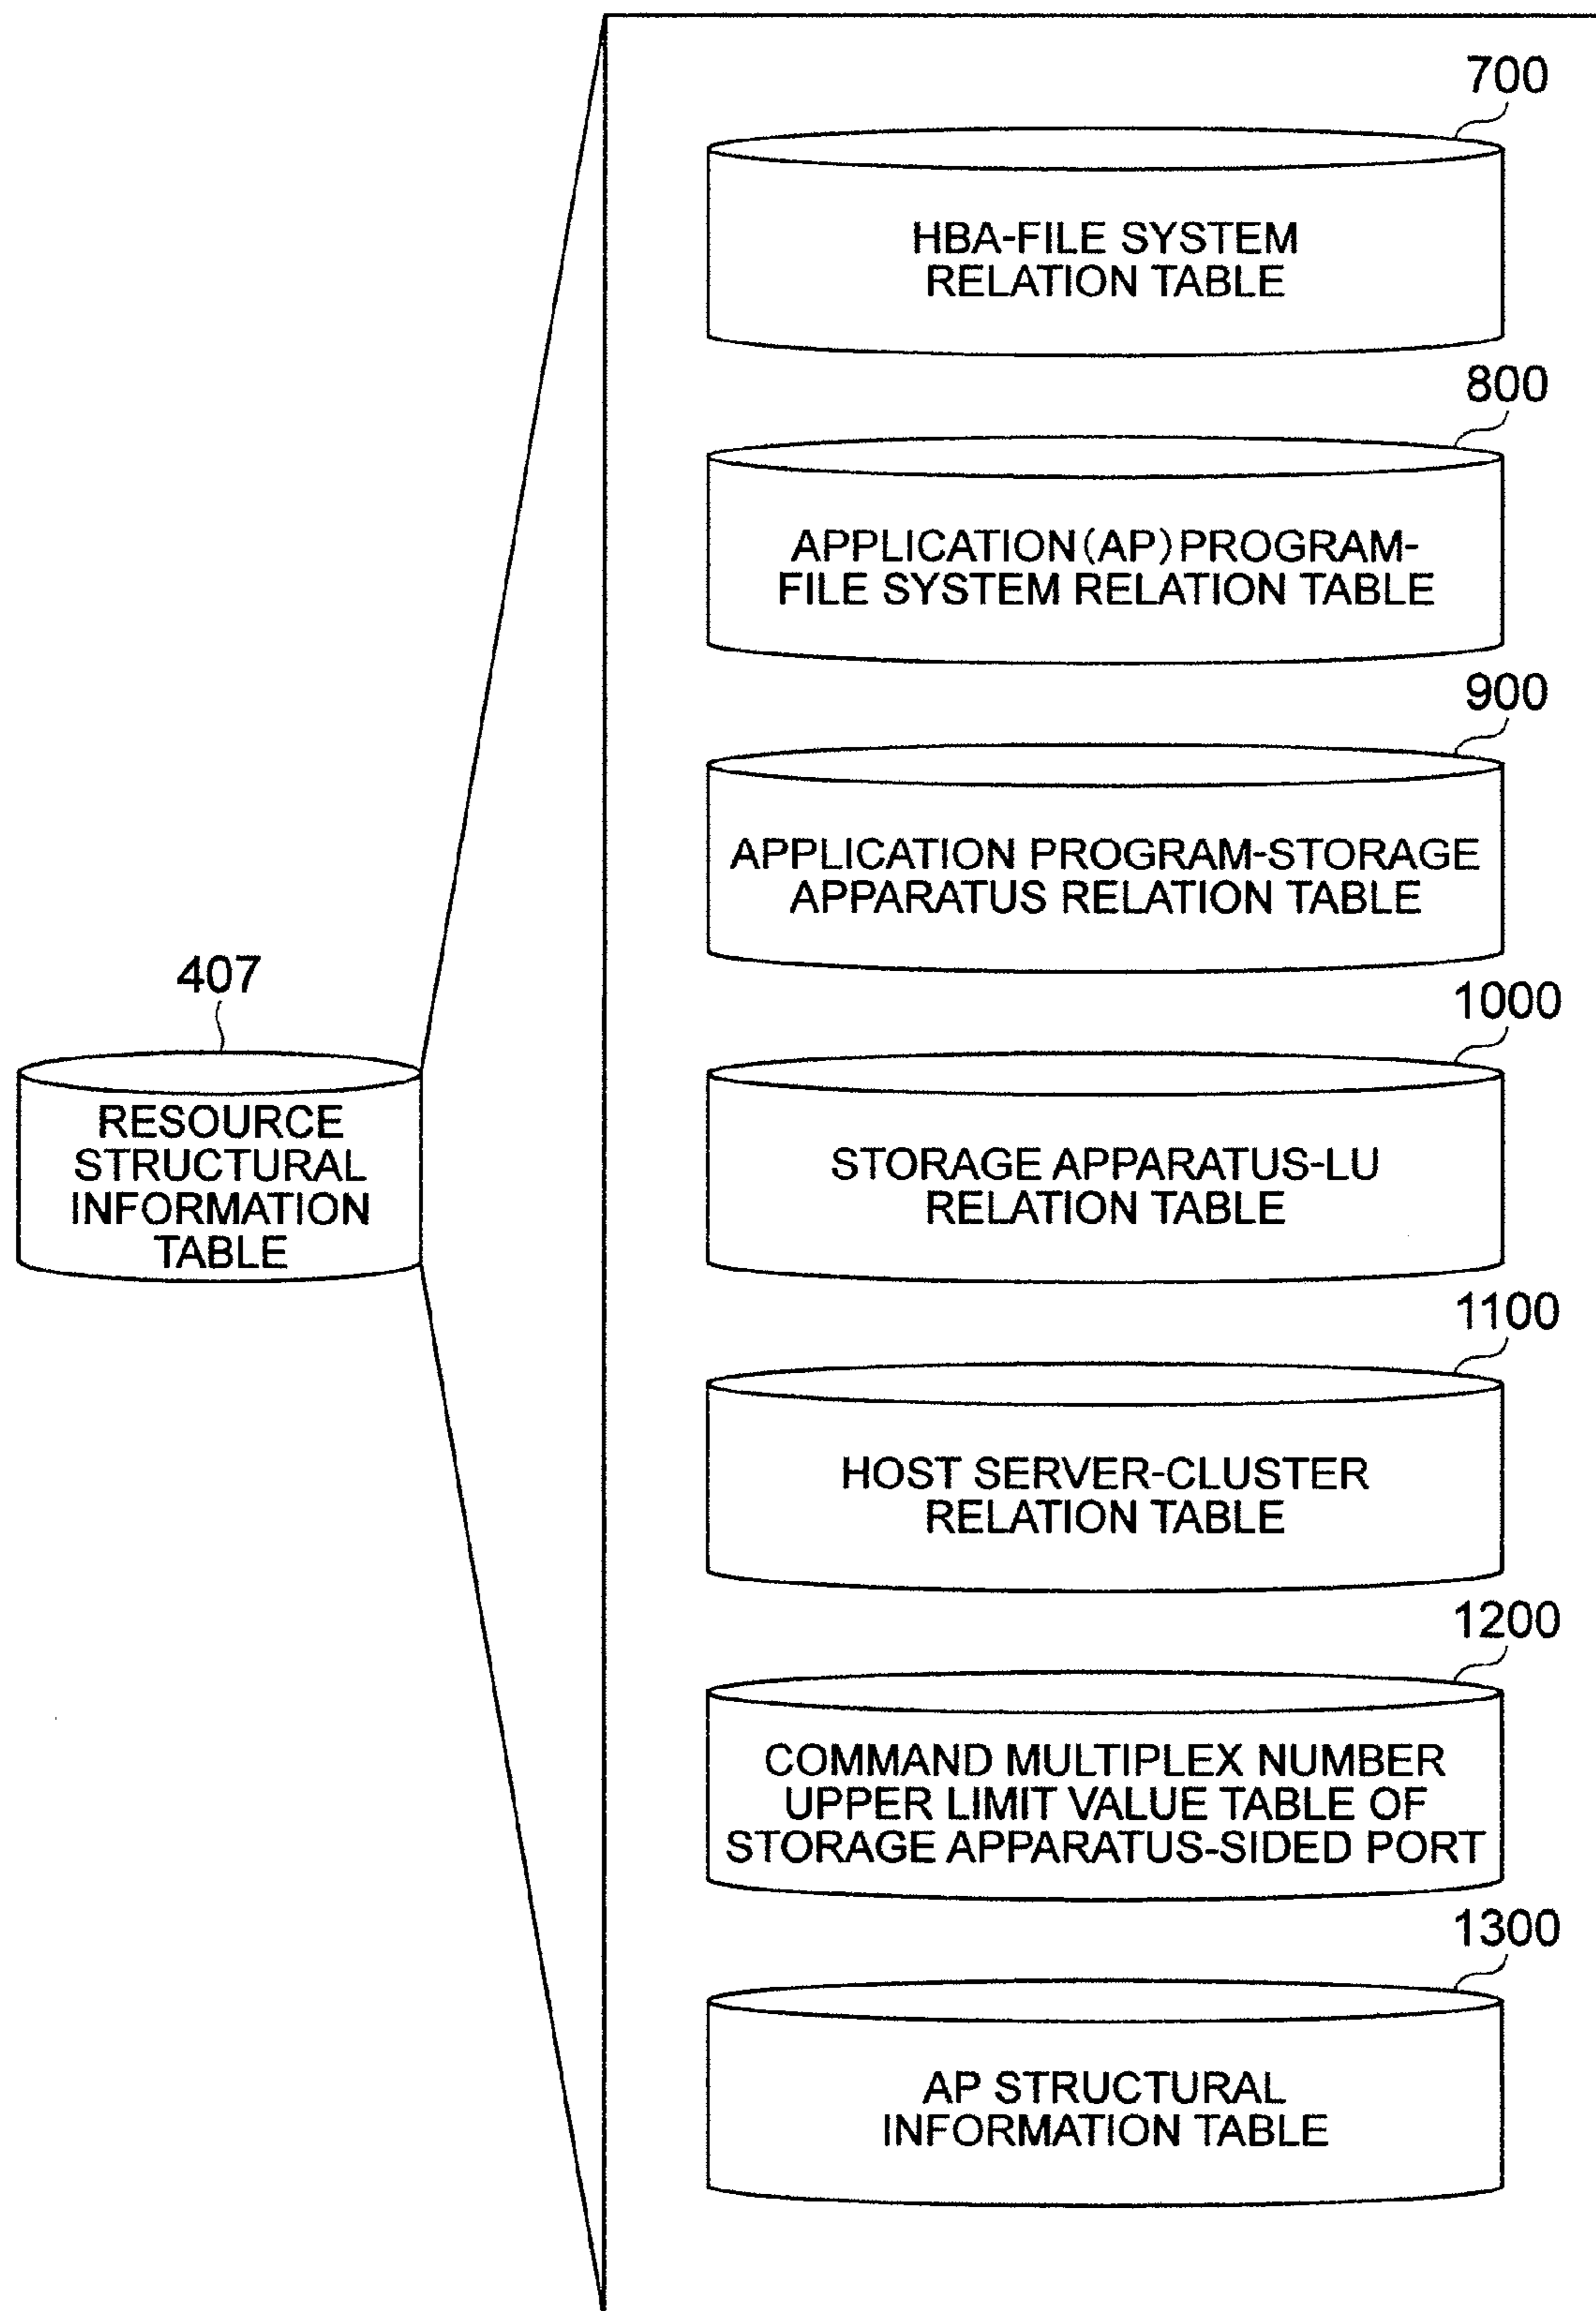 700
HBA-FILE SYSTEM
RELATION TABLE
800
APPLICATION(AP)PROGRAM-
FILE SYSTEM RELATION TABLE
900
APPLICATION PROGRAM-STORAGE
APPARATUS RELATION TABLE
407
RESOURCE
STRUCTURAL
INFORMATION
TABLE
1000
STORAGE APPARATUS-LU
RELATION TABLE
1100
HOST SERVER-CLUSTER
RELATION TABLE
1200
COMMAND MULTIPLEX NUMBER
UPPER LIMIT VALUE TABLE OF
STORAGE APPARATUS-SIDED PORT
1300
AP STRUCTURAL
INFORMATION TABLE